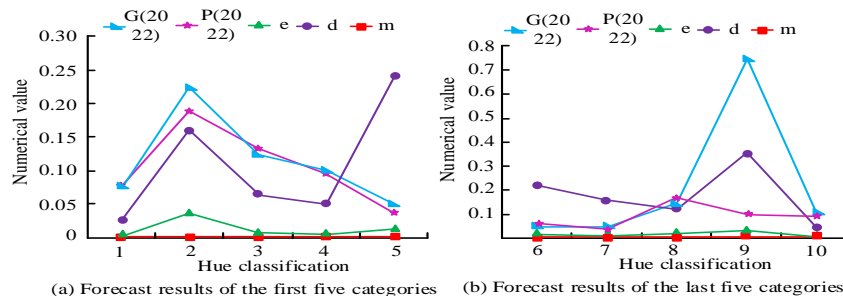 G(20 22) P(20 22) e d m
0.30
0.25
0.20
0.15
0.10
0.05
0
Numerical value
1 2 3 4 5
Hue classification
(a) Forecast results of the first five categories
G(20 22) P(20 22) e d m
0.8
0.7
0.6
0.5
0.4
0.3
0.2
0.1
Numerical value
6 7 8 9 10
Hue classification
(b) Forecast results of the last five categories